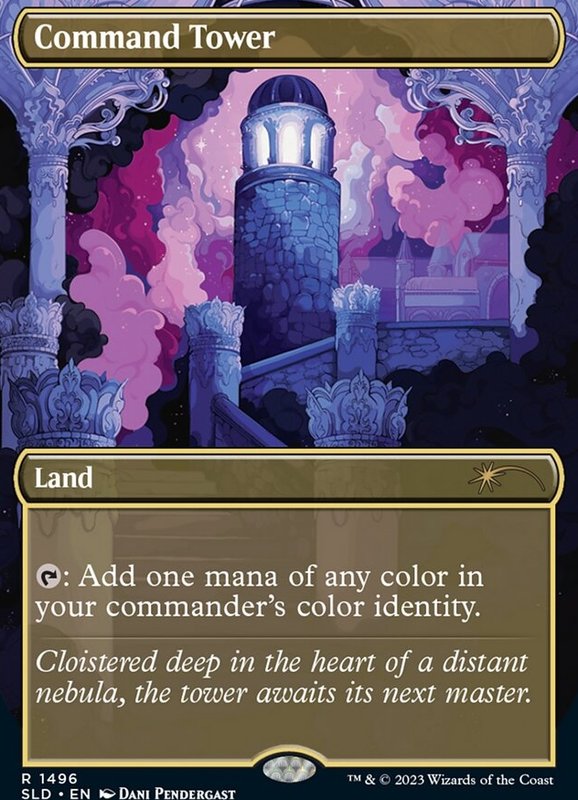 Command Tower
Land
: Add one mana of any color in
your commander's color identity.
Cloistered deep in the heart of a distant
nebula, the tower awaits its next master.
R 1496
SLD • EN Dani Pendergast
™ & © 2023 Wizards of the Coast